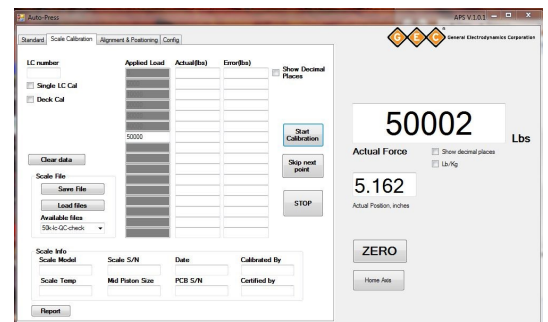 Auto-Press
APS V.1.0.1
Standard
Scale Calibration
Alignment & Positioning
Config
GEC
General Electrodynamics Corporation
LC number
Applied Load
Actual(lbs)
Error(lbs)
Show Decimal
Places
Single LC Cal
Deck Cal
50000
Start
Calibration
Clear data
Skip next
point
Scale File
Save File
Load files
STOP
Available files
50k-lc-QC-check
Scale Info
Scale Model
Scale S/N
Date
Calibrated By
Scale Temp
Mid Piston Size
PCB S/N
Certified by
Report
50002
Lbs
Actual Force
Show decimal places
Lb/Kg
5.162
Actual Position, inches
ZERO
Home Axis